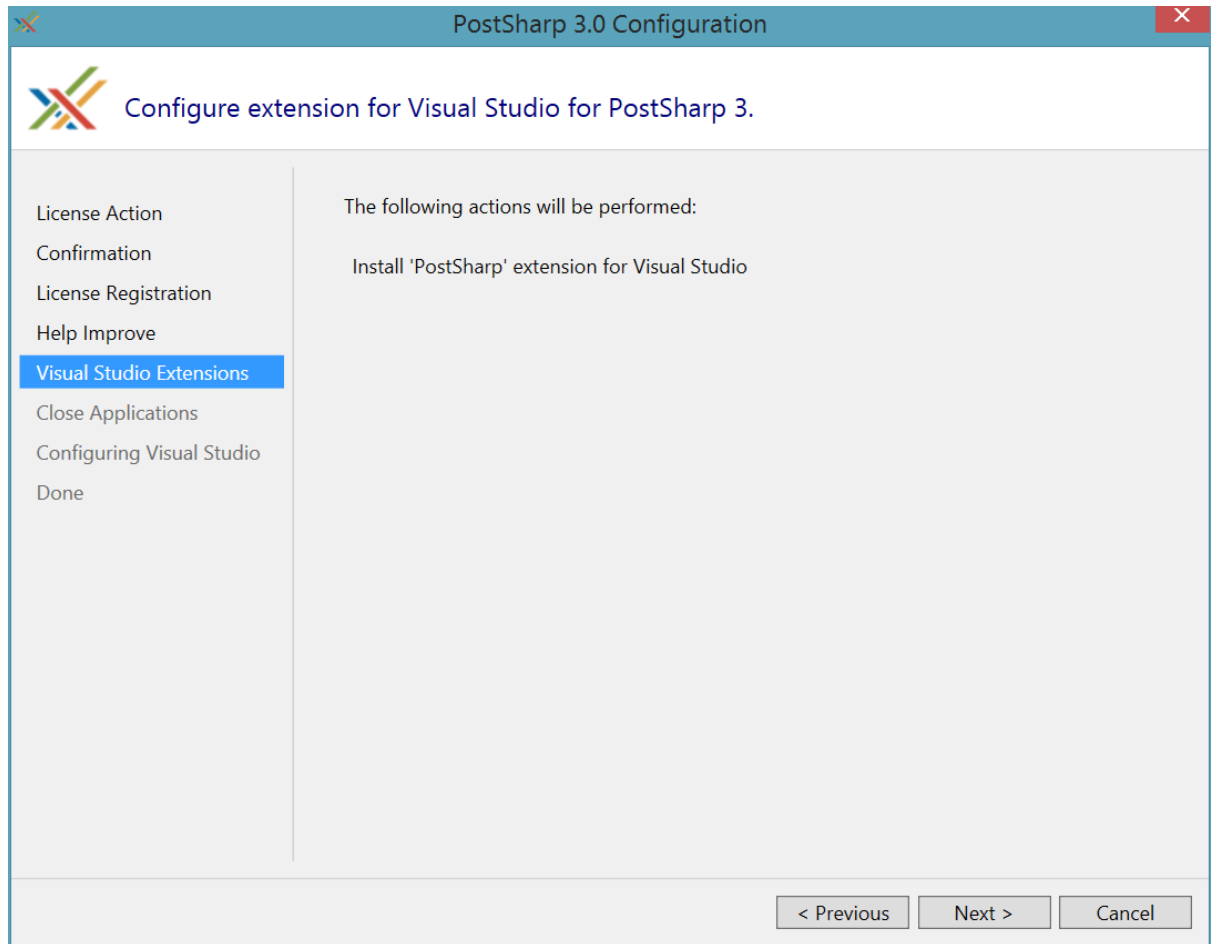 PostSharp 3.0 Configuration
Configure extension for Visual Studio for PostSharp 3.
License Action
Confirmation
License Registration
Help Improve
Visual Studio Extensions
Close Applications
Configuring Visual Studio
Done
The following actions will be performed:
Install 'PostSharp' extension for Visual Studio
< Previous
Next >
Cancel